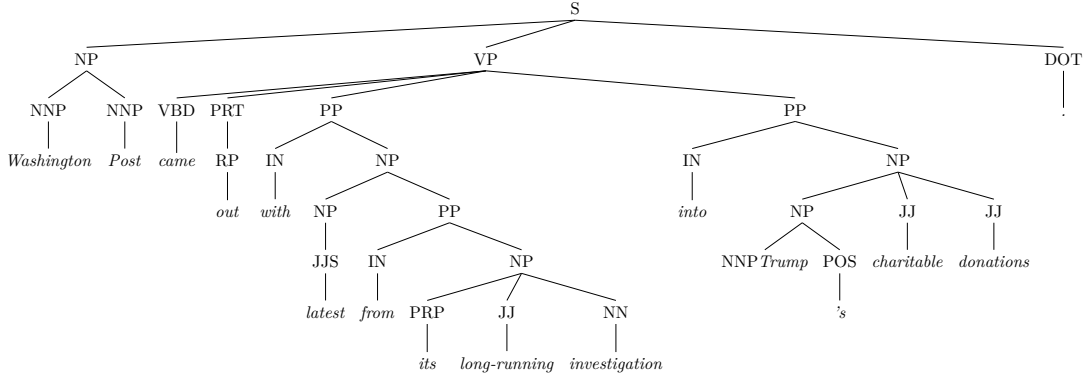 S
NP VP DOT
NNP NNP VBD PRT PP PP .
Washington Post came RP IN NP IN NP
out with NP PP into NP JJ JJ
JJS IN NP NNP Trump POS charitable donations
latest from PRP JJ NN 's
its long-running investigation